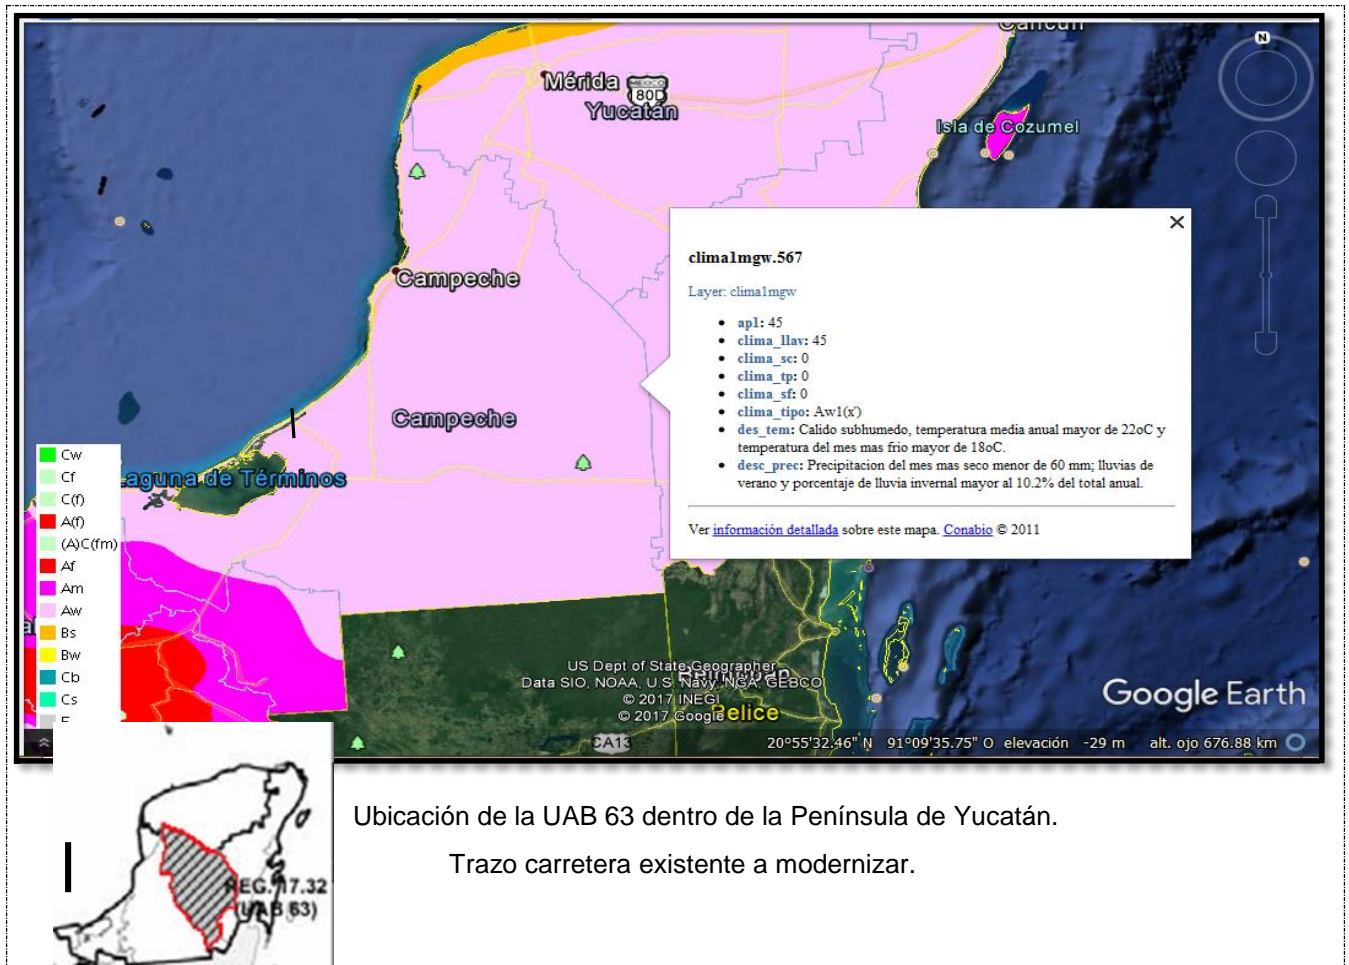 Cancún
N
Mérida
MEXICO
180D
Yucatán
Isla de Cozumel
Campeche
clima1mgw.567
Layer: clima1mgw
ap1: 45
clima_llav: 45
clima_sc: 0
clima_tp: 0
clima_sf: 0
clima_tipo: Aw1(x')
des_tem: Calido subhumedo, temperatura media anual mayor de 22oC y
temperatura del mes mas frio mayor de 18oC.
desc_prec: Precipitacion del mes mas seco menor de 60 mm; lluvias de
verano y porcentaje de lluvia invernal mayor al 10.2% del total anual.
Ver información detallada sobre este mapa. Conabio © 2011
Campeche
Laguna de Términos
Cw
Cf
C(f)
A(f)
(A)C(fm)
Af
Am
Aw
Bs
Bw
Cb
Cs
US Dept of State Geographer
Data SIO, NOAA, U.S. Navy, NGA, GEBCO
© 2017 INEGI
© 2017 Google
Belmopan
Belice
CA13
Google Earth
20°55'32.46" N 91°09'35.75" O elevación -29 m alt. ojo 676.88 km
REG. 17.32
(UAB 63)
Ubicación de la UAB 63 dentro de la Península de Yucatán.
Trazo carretera existente a modernizar.